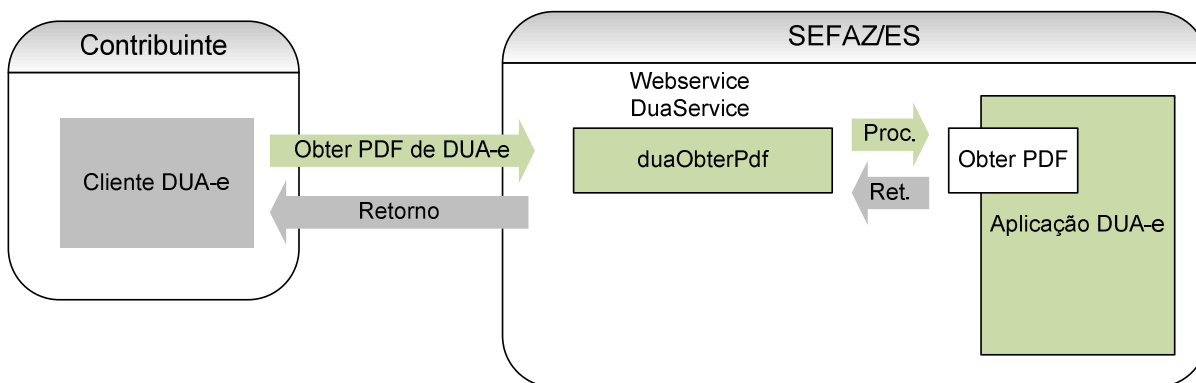 Contribuinte
SEFAZ/ES
Webservice
DuaService
Obter PDF de DUA-e
duaObterPdf
Proc.
Obter PDF
Cliente DUA-e
Retorno
Ret.
Aplicação DUA-e